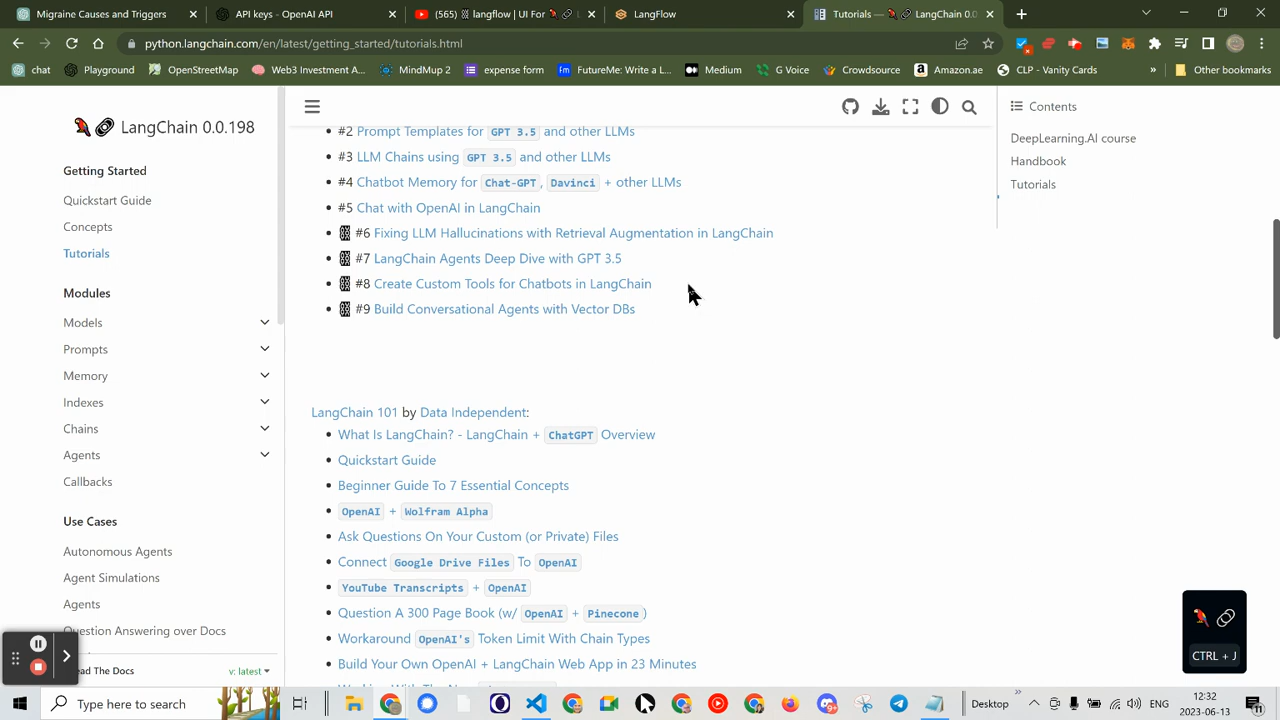 Migrate Tools
API keys - OpenAI API
(565) UI For
LangFlow
Tutorials — LangChain 0.0.
python.langchain.com/en/latest/getting_started/tutorials.html
chat
Playground
OpenStreetMap
Web3 Investment A...
MindMup 2
expense form
FutureMe: Write a L...
Medium
G Voice
Crowdsource
Amazon.ae
CLP - Vanity Cards
»
Other bookmarks
LangChain 0.0.198
Getting Started
Quickstart Guide
Concepts
Tutorials
Modules
Models
Prompts
Memory
Indexes
Chains
Agents
Callbacks
Use Cases
Autonomous Agents
Agent Simulations
Agents
Question Answering over Docs
ead The Docs
v: latest
#2 Prompt Templates for GPT 3.5 and other LLMs
#3 LLM Chains using GPT 3.5 and other LLMs
#4 Chatbot Memory for Chat-GPT, Davinci + other LLMs
#5 Chat with OpenAI in LangChain
⛓ #6 Fixing LLM Hallucinations with Retrieval Augmentation in LangChain
⛓ #7 LangChain Agents Deep Dive with GPT 3.5
⛓ #8 Create Custom Tools for Chatbots in LangChain
⛓ #9 Build Conversational Agents with Vector DBs
LangChain 101 by Data Independent:
What Is LangChain? - LangChain + ChatGPT Overview
Quickstart Guide
Beginner Guide To 7 Essential Concepts
OpenAI + Wolfram Alpha
Ask Questions On Your Custom (or Private) Files
Connect Google Drive Files To OpenAI
YouTube Transcripts + OpenAI
Question A 300 Page Book (w/ OpenAI + Pinecone)
Workaround OpenAI's Token Limit With Chain Types
Build Your Own OpenAI + LangChain Web App in 23 Minutes
Contents
DeepLearning.AI course
Handbook
Tutorials
CTRL + J
Type here to search
Desktop
ENG
12:32
2023-06-13